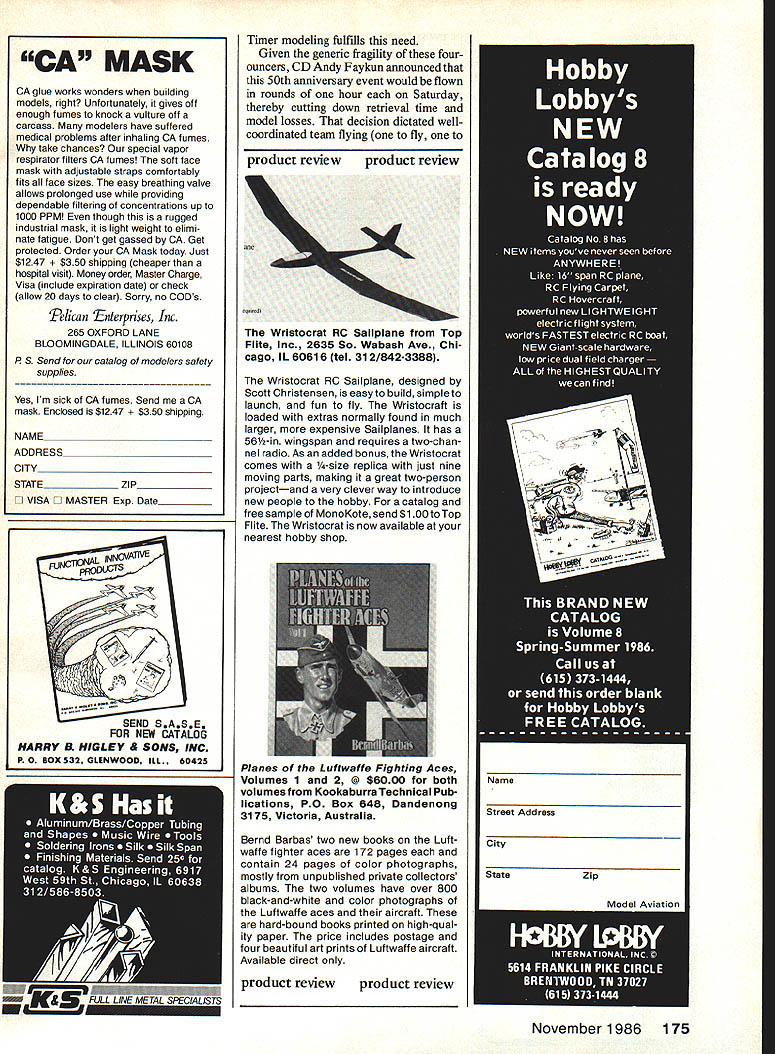 “CA” MASK
CA glue works wonders when building
models, right? Unfortunately, it gives off
enough fumes to knock a vulture off a
carcass. Many modelers have suffered
medical problems after inhaling CA fumes.
Why take chances? Our special vapor
respirator filters CA fumes! The soft face
mask with adjustable straps comfortably
fits all face sizes. The easy breathing valve
allows prolonged use while providing
dependable filtering of concentrations up to
1000 PPM! Even though this is a rugged
industrial mask, it is light weight to elimi-
nate fatigue. Don't get gassed by CA. Get
protected. Order your CA Mask today. Just
$12.47 + $3.50 shipping (cheaper than a
hospital visit). Money order, Master Charge,
Visa (include expiration date) or check
(allow 20 days to clear). Sorry, no COD's.
Pelican Enterprises, Inc.
265 OXFORD LANE
BLOOMINGDALE, ILLINOIS 60108
P. S. Send for our catalog of modelers safety
supplies.
Yes, I'm sick of CA fumes. Send me a CA
mask. Enclosed is $12.47 + $3.50 shipping.
NAME
ADDRESS
CITY
STATE ZIP
☐ VISA ☐ MASTER Exp. Date
FUNCTIONAL INNOVATIVE
PRODUCTS
HARRY B HIGLEY & SONS, INC.
SEND S.A.S.E.
FOR NEW CATALOG
HARRY B. HIGLEY & SONS, INC.
P. O. BOX 532, GLENWOOD, ILL., 60425
K&S Has it
• Aluminum/Brass/Copper Tubing
and Shapes • Music Wire • Tools
• Soldering Irons • Silk • Silk Span
• Finishing Materials. Send 25¢ for
catalog. K&S Engineering, 6917
West 59th St., Chicago, IL 60638
312/586-8503.
K&S FULL LINE METAL SPECIALISTS
Timer modeling fulfills this need.
Given the generic fragility of these four-
ouncers, CD Andy Faykun announced that
this 50th anniversary event would be flown
in rounds of one hour each on Saturday,
thereby cutting down retrieval time and
model losses. That decision dictated well-
coordinated team flying (one to fly, one to
product review product review
ane
equired)
The Wristocrat RC Sailplane from Top
Flite, Inc., 2635 So. Wabash Ave., Chi-
cago, IL 60616 (tel. 312/842-3388).
The Wristocrat RC Sailplane, designed by
Scott Christensen, is easy to build, simple to
launch, and fun to fly. The Wristocraft is
loaded with extras normally found in much
larger, more expensive Sailplanes. It has a
56½-in. wingspan and requires a two-chan-
nel radio. As an added bonus, the Wristocrat
comes with a ¼-size replica with just nine
moving parts, making it a great two-person
project—and a very clever way to introduce
new people to the hobby. For a catalog and
free sample of MonoKote, send $1.00 to Top
Flite. The Wristocrat is now available at your
nearest hobby shop.
PLANES of the
LUFTWAFFE
FIGHTER ACES
Vol 1
Bernd Barbas
Planes of the Luftwaffe Fighting Aces,
Volumes 1 and 2, @ $60.00 for both
volumes from Kookaburra Technical Pub-
lications, P.O. Box 648, Dandenong
3175, Victoria, Australia.
Bernd Barbas' two new books on the Luft-
waffe fighter aces are 172 pages each and
contain 24 pages of color photographs,
mostly from unpublished private collectors'
albums. The two volumes have over 800
black-and-white and color photographs of
the Luftwaffe aces and their aircraft. These
are hard-bound books printed on high-qual-
ity paper. The price includes postage and
four beautiful art prints of Luftwaffe aircraft.
Available direct only.
product review product review
Hobby
Lobby's
NEW
Catalog 8
is ready
NOW!
Catalog No. 8 has
NEW items you've never seen before
ANYWHERE!
Like: 16" span RC plane,
RC Flying Carpet,
RC Hovercraft,
powerful new LIGHTWEIGHT
electric flight system,
world's FASTEST electric RC boat,
NEW Giant-scale hardware,
low price dual field charger —
ALL of the HIGHEST QUALITY
we can find!
HOBBY LOBBY CATALOG
This BRAND NEW
CATALOG
is Volume 8
Spring-Summer 1986.
Call us at
(615) 373-1444,
or send this order blank
for Hobby Lobby's
FREE CATALOG.
Name
Street Address
City
State Zip
Model Aviation
HOBBY LOBBY
INTERNATIONAL, INC.©
5614 FRANKLIN PIKE CIRCLE
BRENTWOOD, TN 37027
(615) 373-1444
November 1986 175